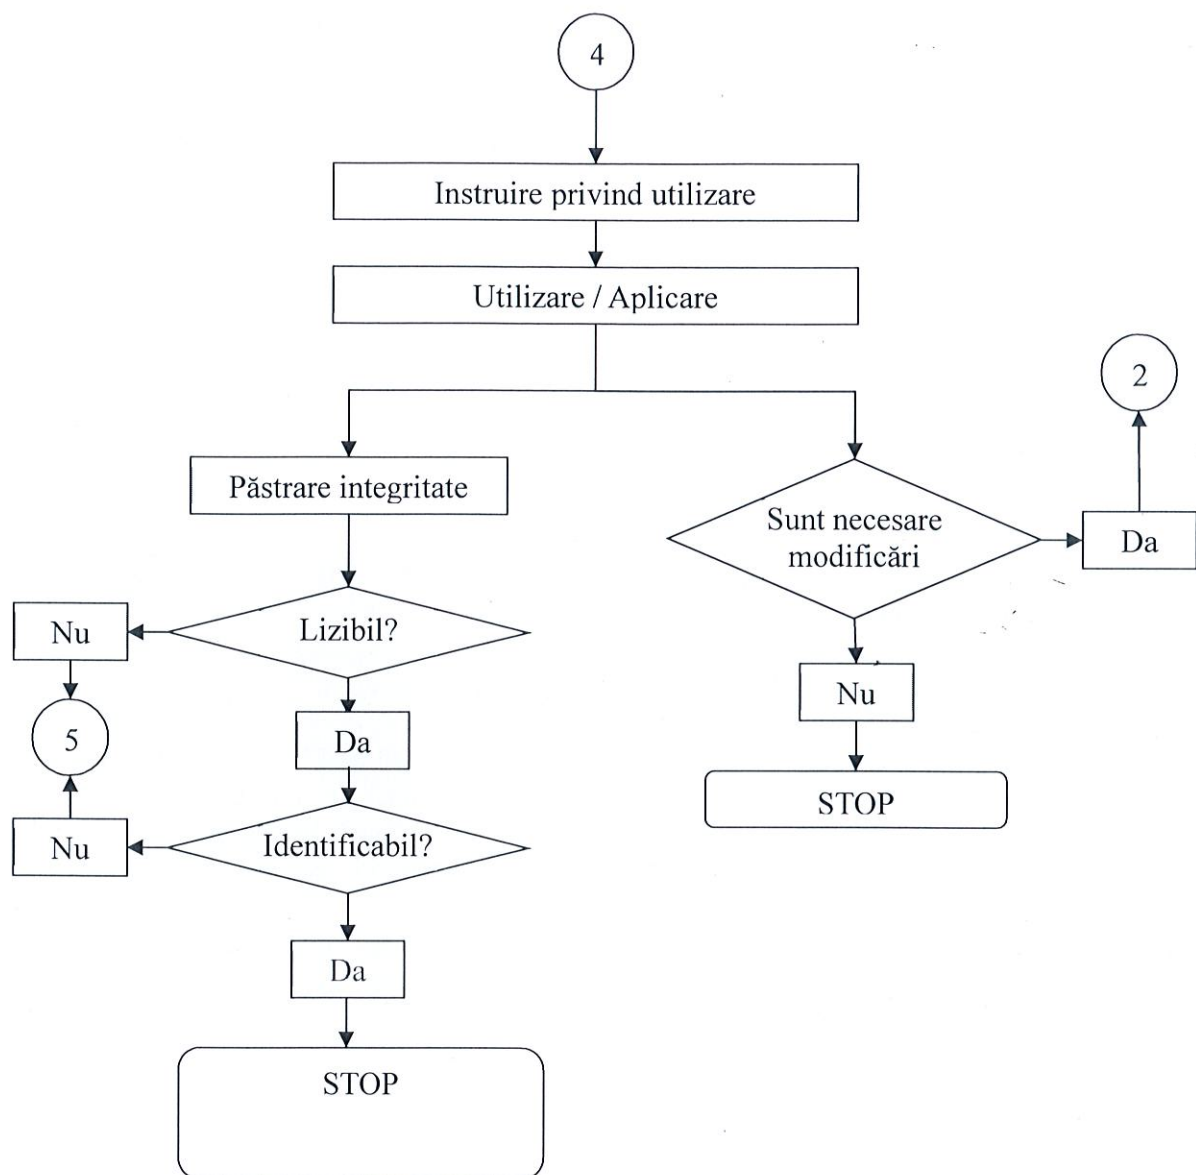 4
Instruire privind utilizare
Utilizare / Aplicare
2
Păstrare integritate
Sunt necesare
modificări
Da
Lizibil?
Nu
Nu
5
Da
STOP
Identificabil?
Nu
Da
STOP